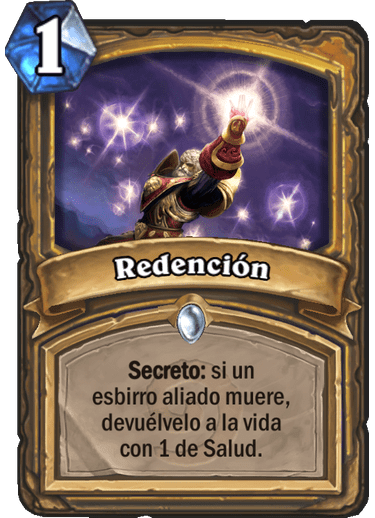 1
Redención
Secreto: si un
esbirro aliado muere,
devuélvelo a la vida
con 1 de Salud.